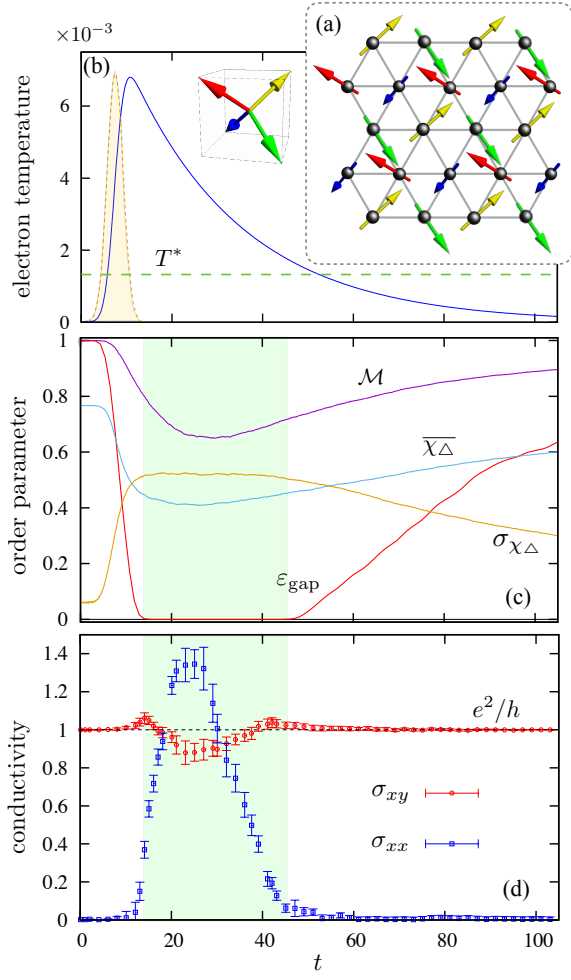 (a)
×10⁻³
(b)
electron temperature
6
4
2
0
T*
order parameter
1
0.8
0.6
0.4
0.2
0
ℳ
χ△
σχ△
εgap
(c)
conductivity
1.4
1.2
1
0.8
0.6
0.4
0.2
0
e²/h
σxy
σxx
(d)
0 20 40 60 80 100
t